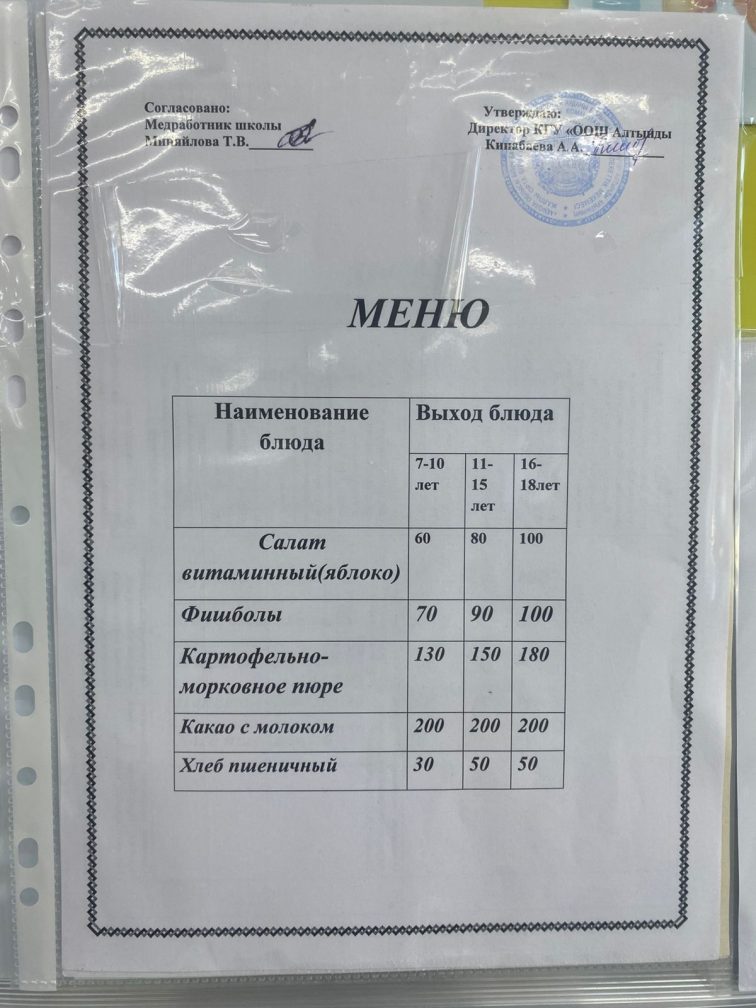 Согласовано:
Медработник школы
Минайлова Т.В.
Утверждаю:
Директор КГУ «ООШ Алтынды
Кинабаева А.А.
МЕНЮ
Наименование блюда
Выход блюда
7-10 лет
11-15 лет
16-18лет
Салат витаминный(яблоко) 60 80 100
Фишболы 70 90 100
Картофельно-морковное пюре 130 150 180
Какао с молоком 200 200 200
Хлеб пшеничный 30 50 50